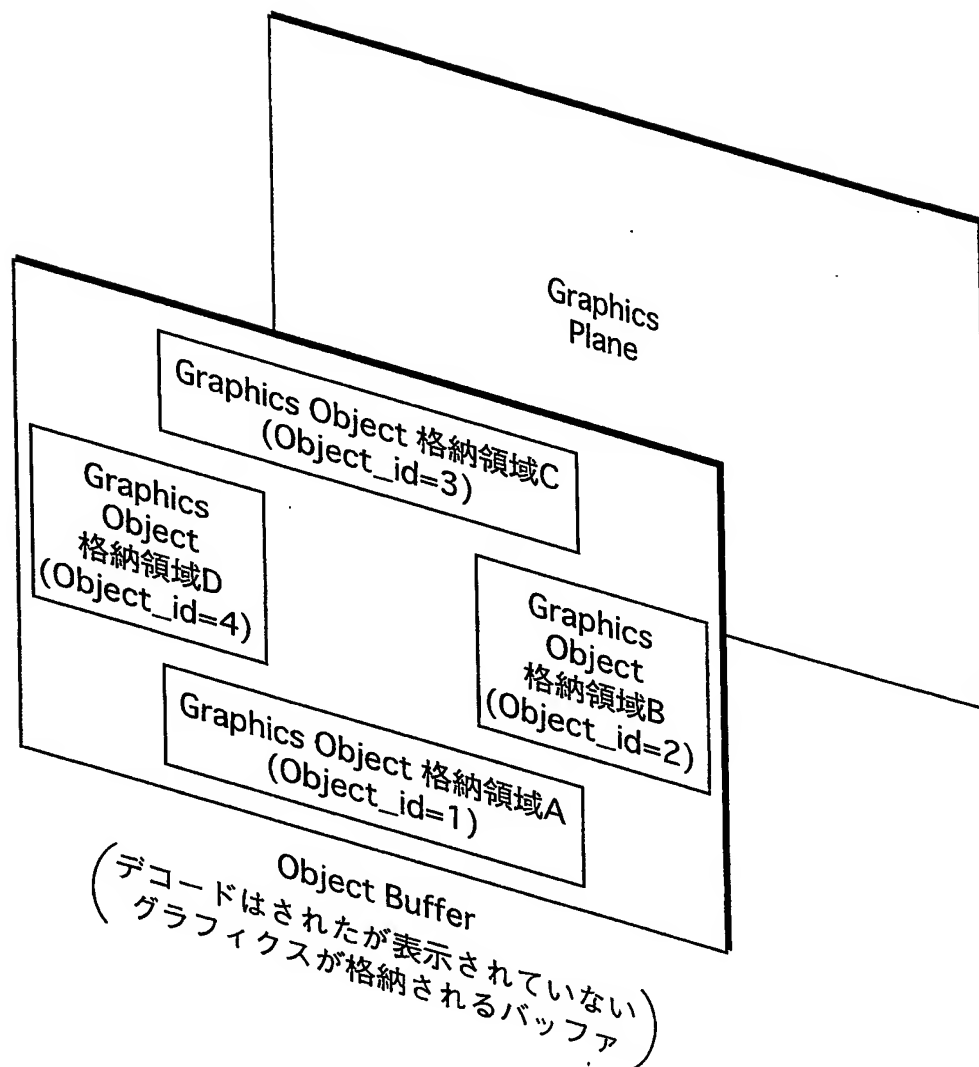 Graphics
Plane
Graphics Object 格納領域C
(Object_id=3)
Graphics
Object
格納領域D
(Object_id=4)
Graphics
Object
格納領域B
(Object_id=2)
Graphics Object 格納領域A
(Object_id=1)
Object Buffer
(デコードはされたが表示されていない
グラフィクスが格納されるバッファ)